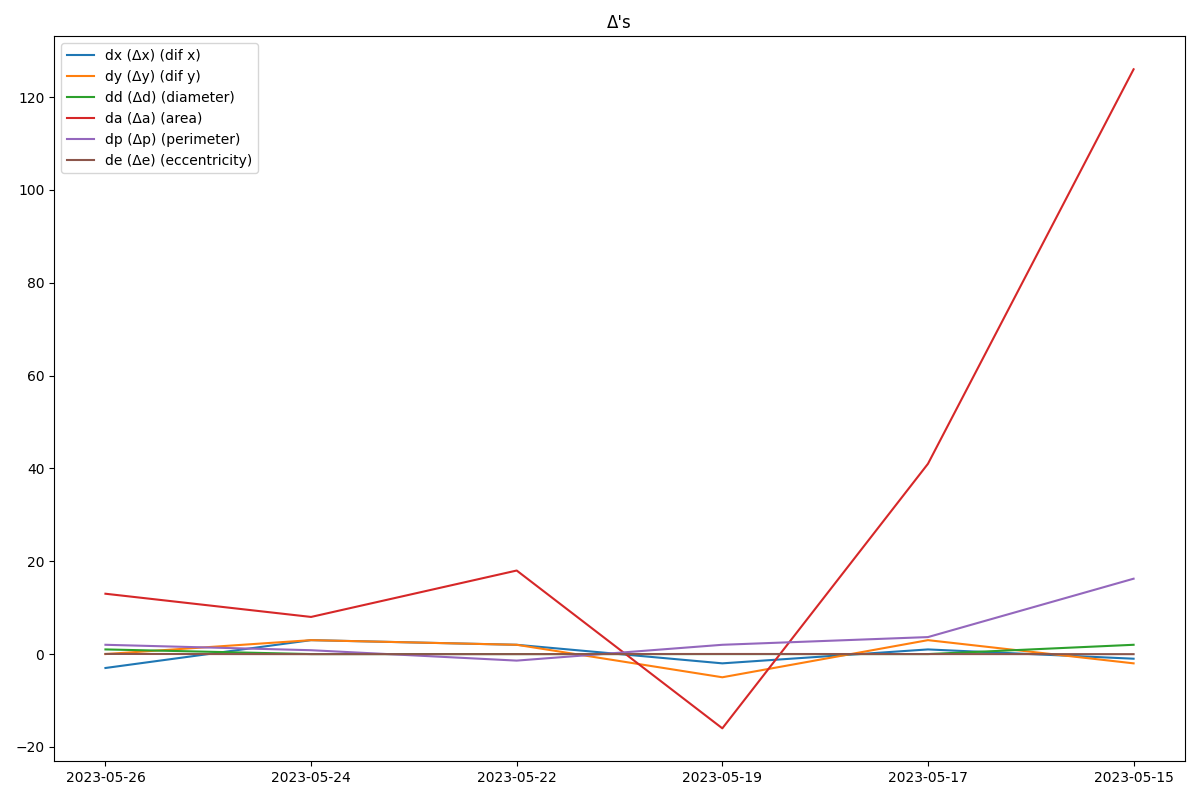 Δ's
dx (Δx) (dif x)
dy (Δy) (dif y)
dd (Δd) (diameter)
da (Δa) (area)
dp (Δp) (perimeter)
de (Δe) (eccentricity)
120
100
80
60
40
20
0
−20
2023-05-26 2023-05-24 2023-05-22 2023-05-19 2023-05-17 2023-05-15